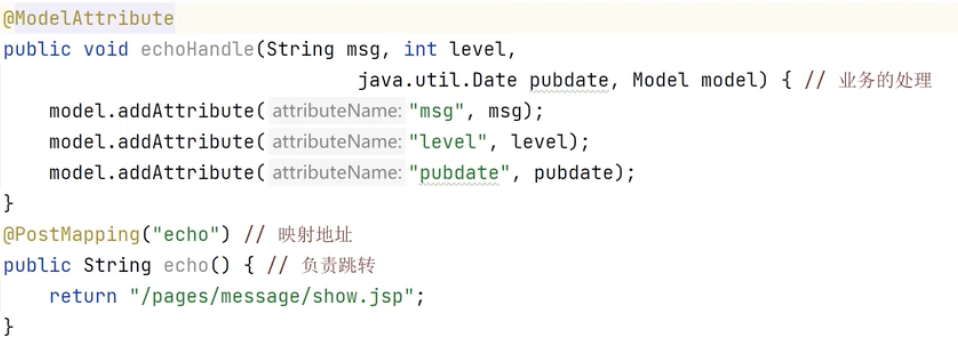 @ModelAttribute
public void echoHandle(String msg, int level,
java.util.Date pubdate, Model model) { // 业务的处理
model.addAttribute( attributeName: "msg", msg);
model.addAttribute( attributeName: "level", level);
model.addAttribute( attributeName: "pubdate", pubdate);
}
@PostMapping("echo") // 映射地址
public String echo() { // 负责跳转
return "/pages/message/show.jsp";
}